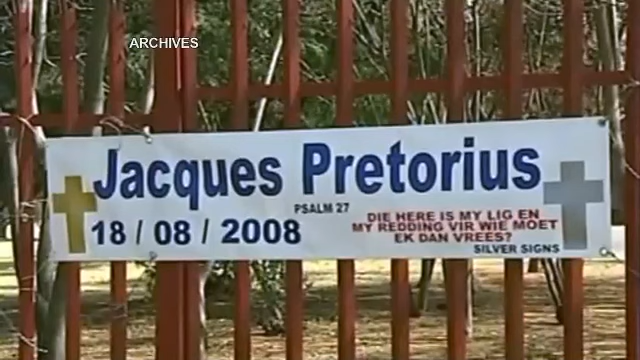 ARCHIVES
Jacques Pretorius
PSALM 27
18 / 08 / 2008
DIE HERE IS MY LIG EN
MY REDDING VIR WIE MOET
EK DAN VREES?
SILVER SIGNS